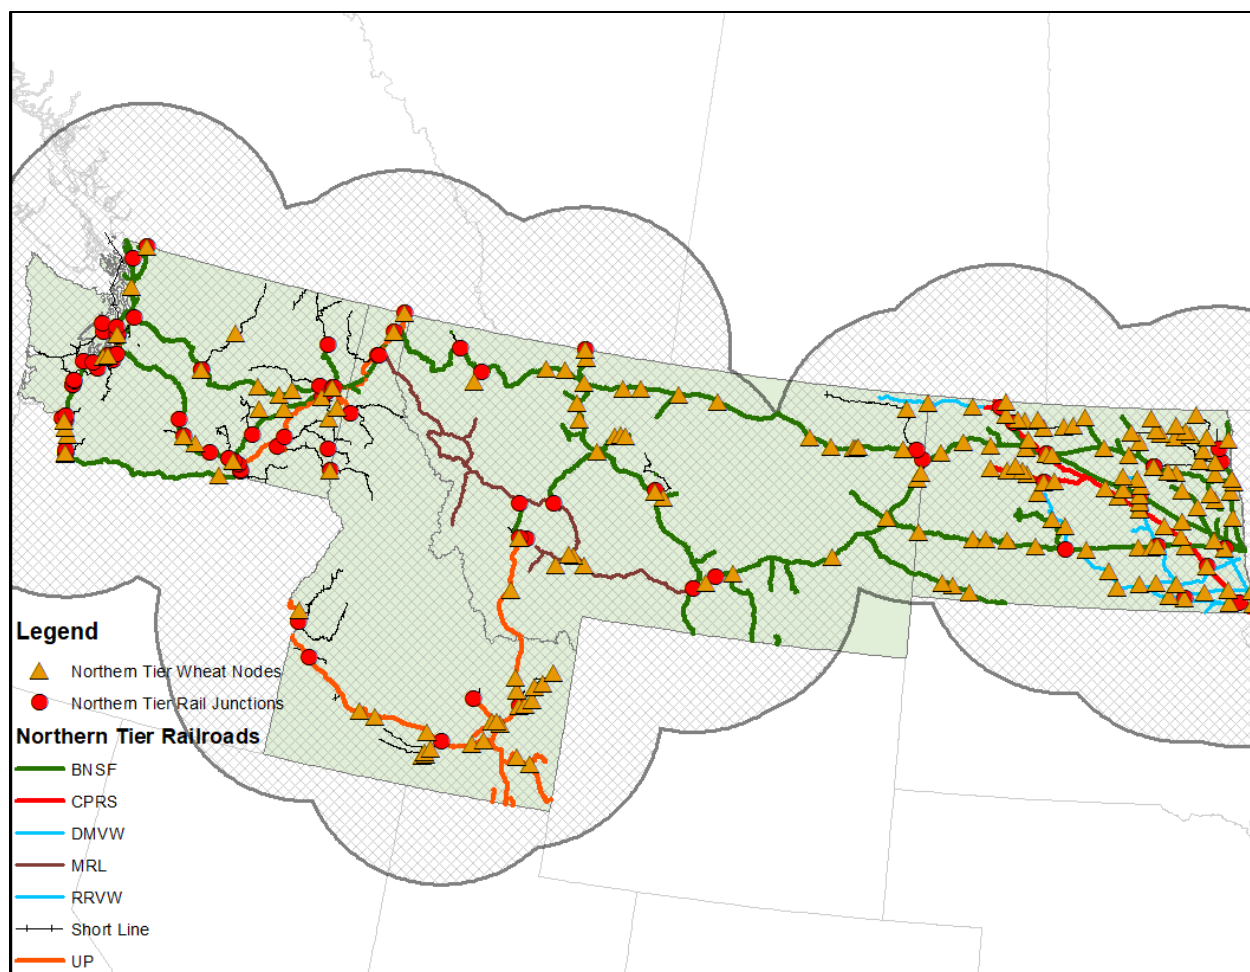 Legend
Northern Tier Wheat Nodes
Northern Tier Rail Junctions
Northern Tier Railroads
BNSF
CPRS
DMVW
MRL
RRVW
Short Line
UP